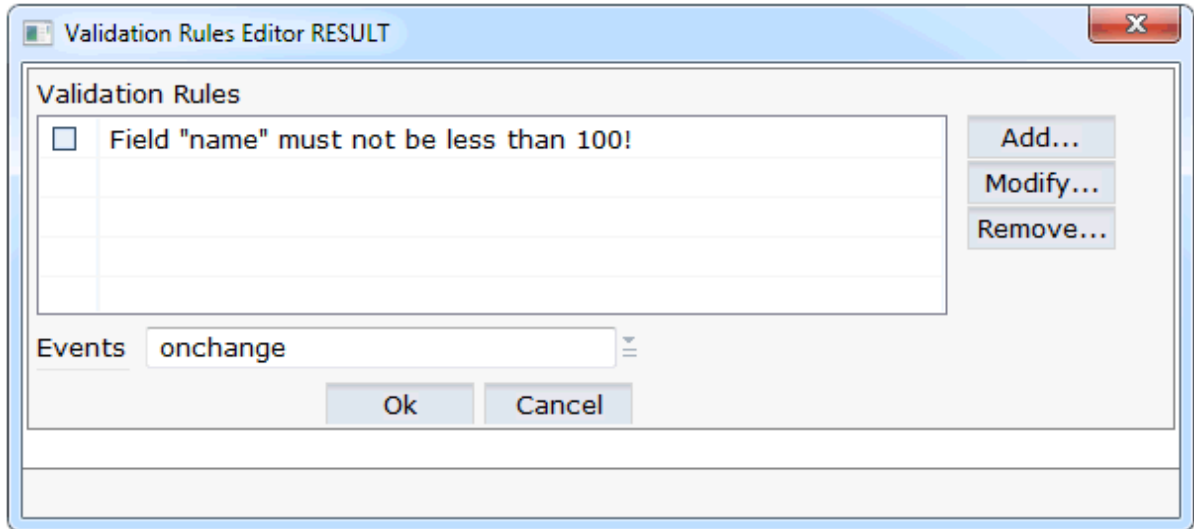 Validation Rules Editor RESULT
Validation Rules
Field "name" must not be less than 100!
Add...
Modify...
Remove...
Events onchange
Ok Cancel